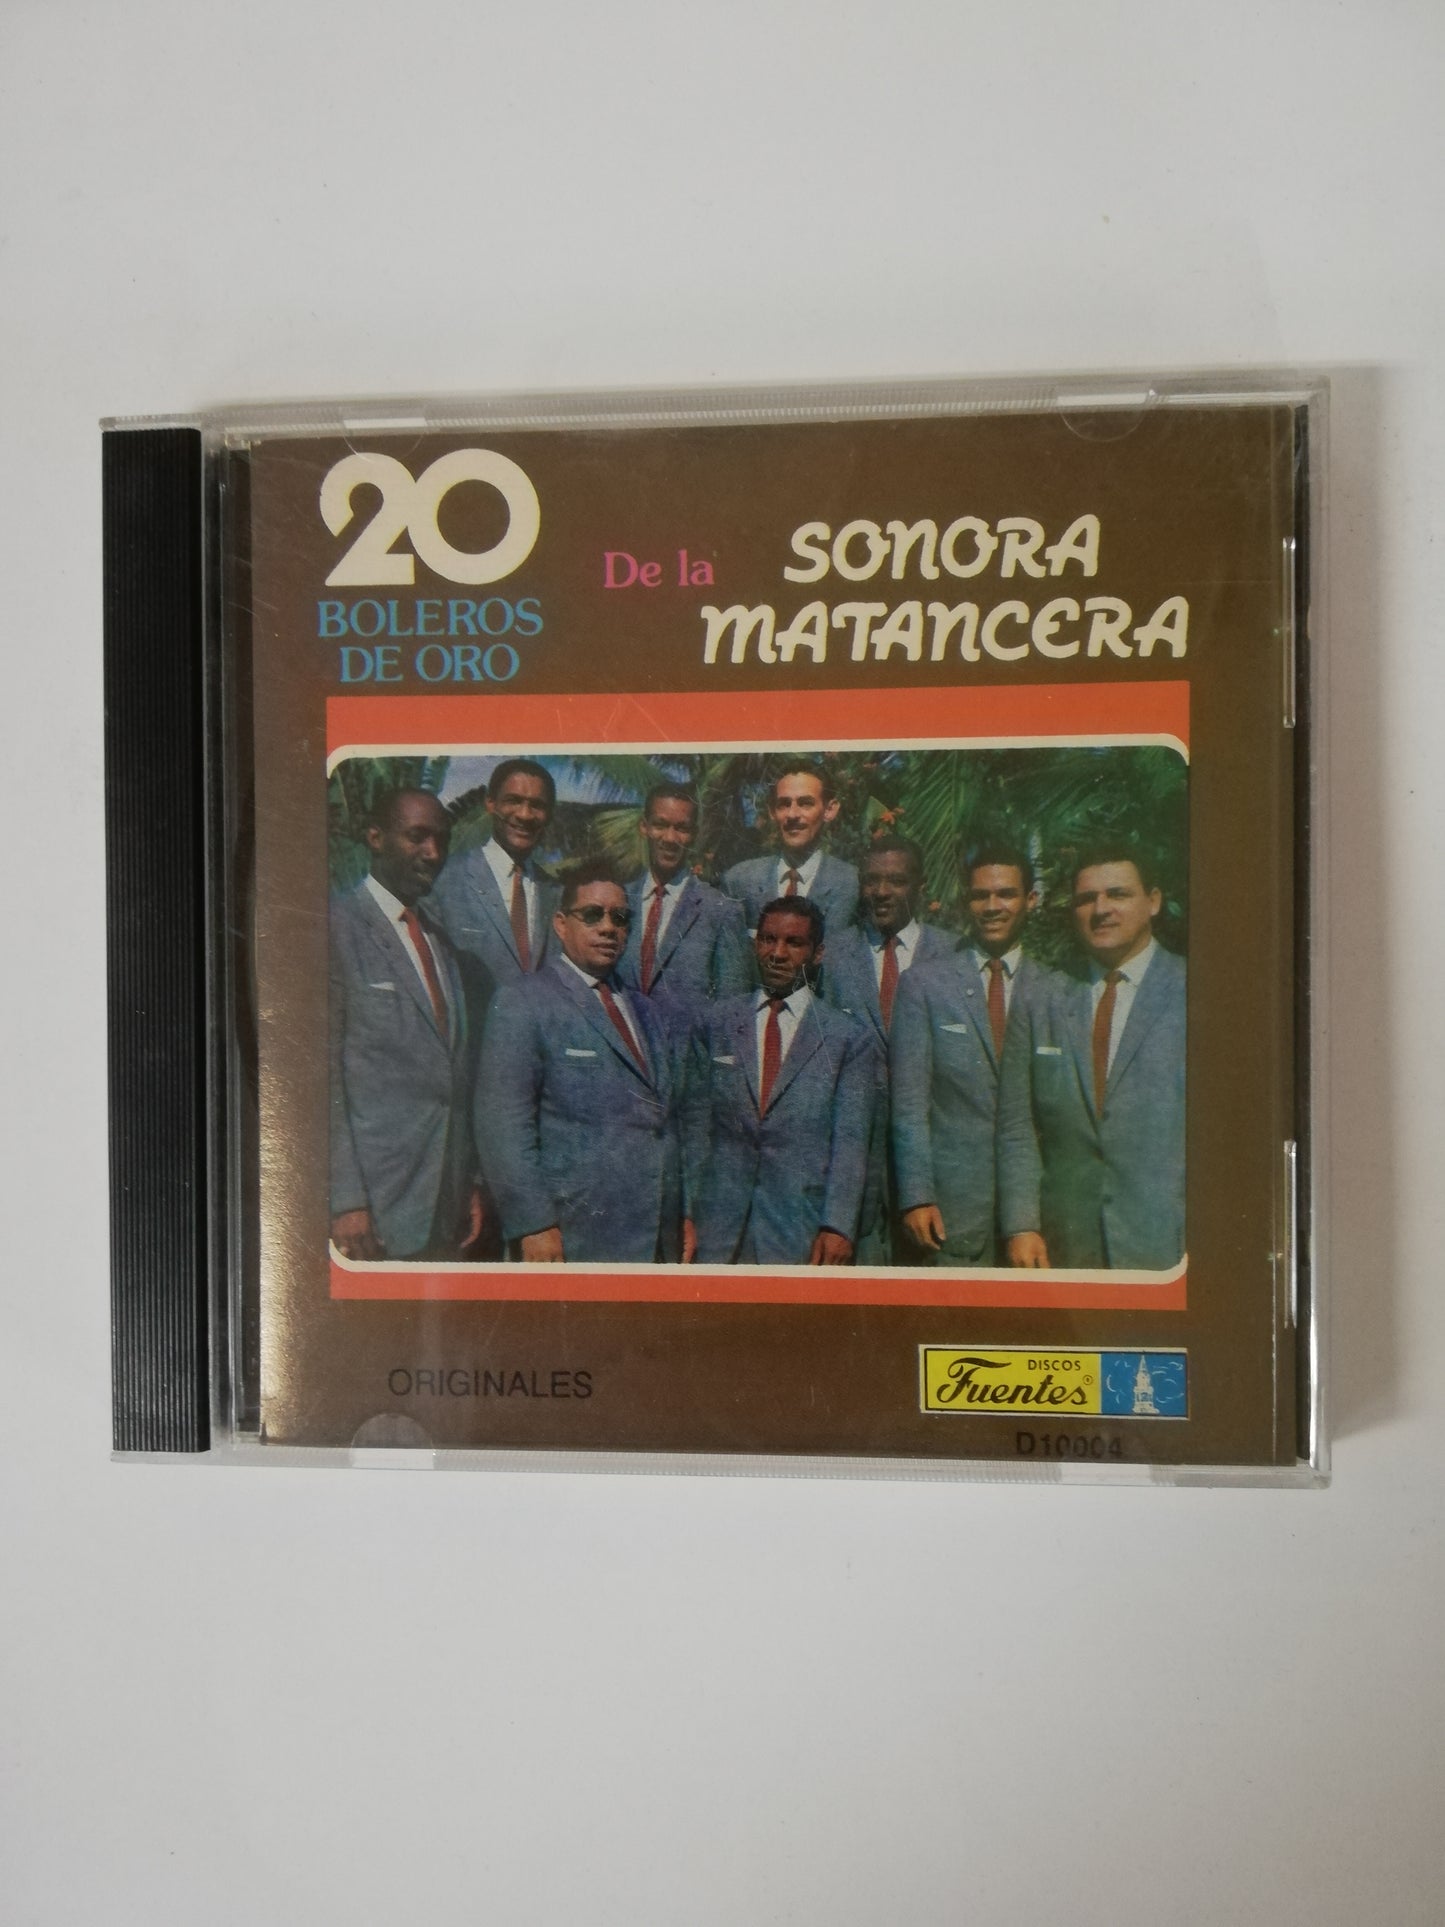 20
BOLEROS
DE ORO
De la
SONORA
MATANCERA
ORIGINALES
DISCOS
Fuentes®
D10004